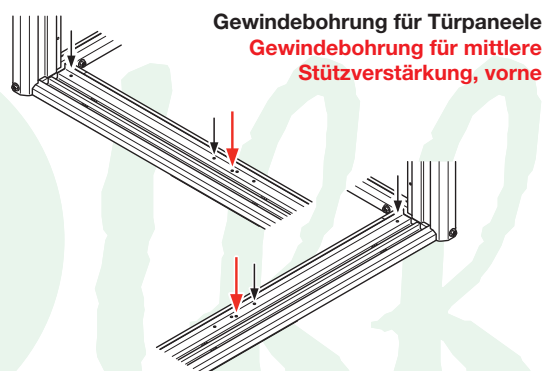 Gewindebohrung für Türpaneele
Gewindebohrung für mittlere
Stützverstärkung, vorne